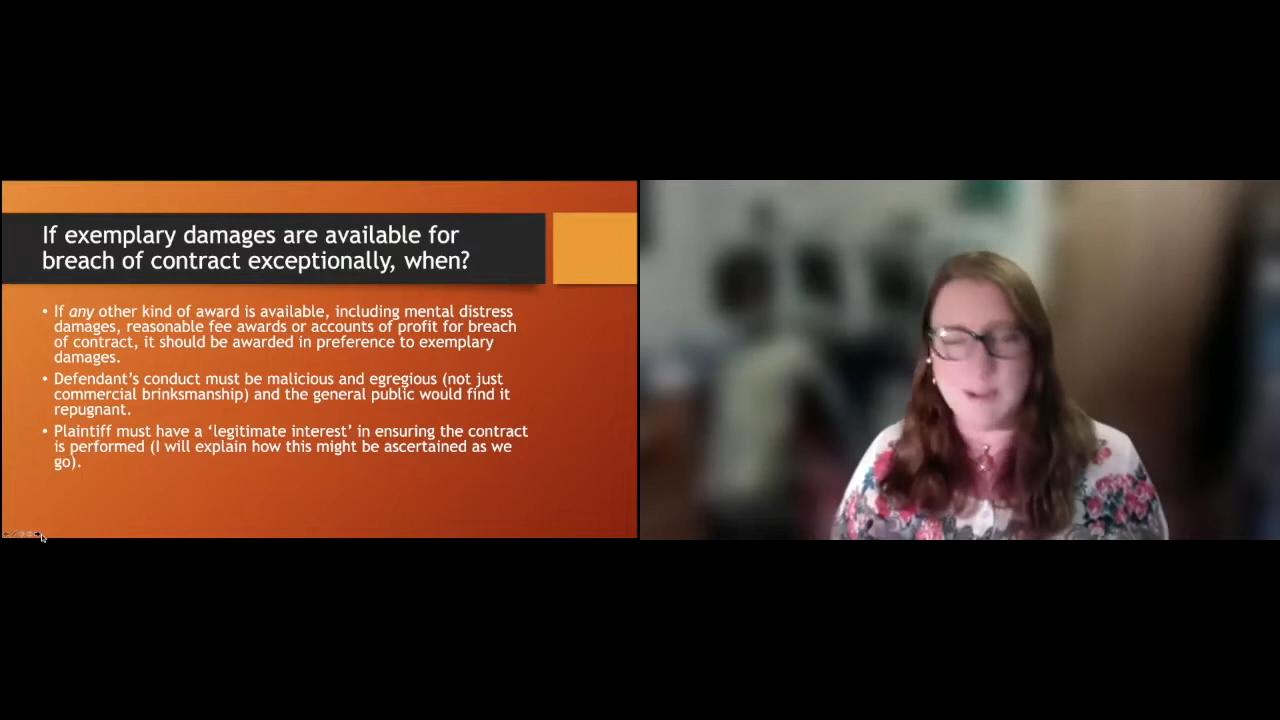 If exemplary damages are available for
breach of contract exceptionally, when?
• If any other kind of award is available, including mental distress
damages, reasonable fee awards or accounts of profit for breach
of contract, it should be awarded in preference to exemplary
damages.
• Defendant’s conduct must be malicious and egregious (not just
commercial brinksmanship) and the general public would find it
repugnant.
• Plaintiff must have a ‘legitimate interest’ in ensuring the contract
is performed (I will explain how this might be ascertained as we
go).